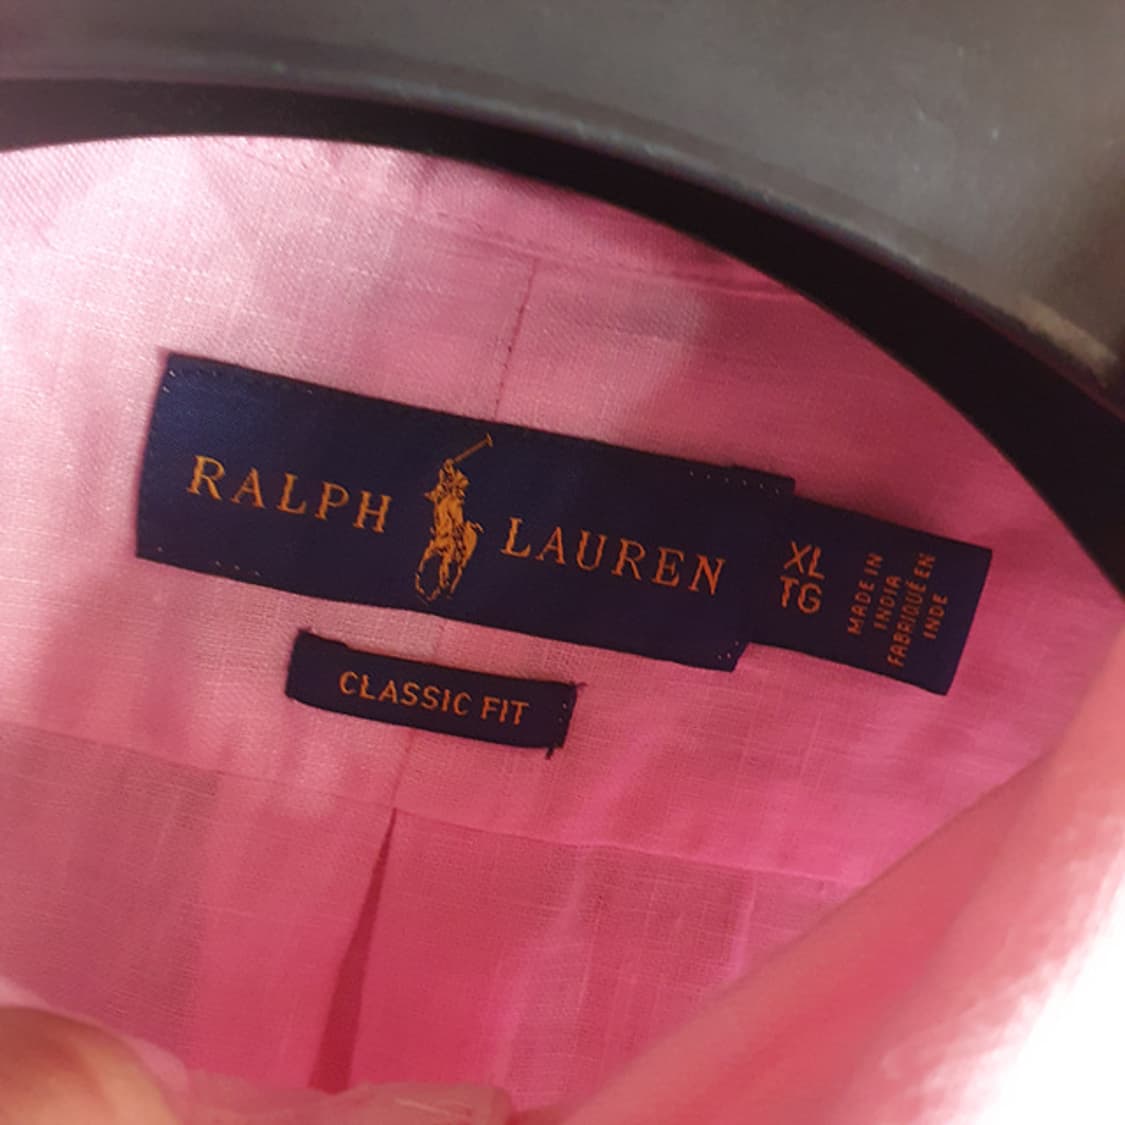 RALPH LAUREN
XL
TG
MADE IN
INDIA
FABRIQUÉ EN
INDE
CLASSIC FIT